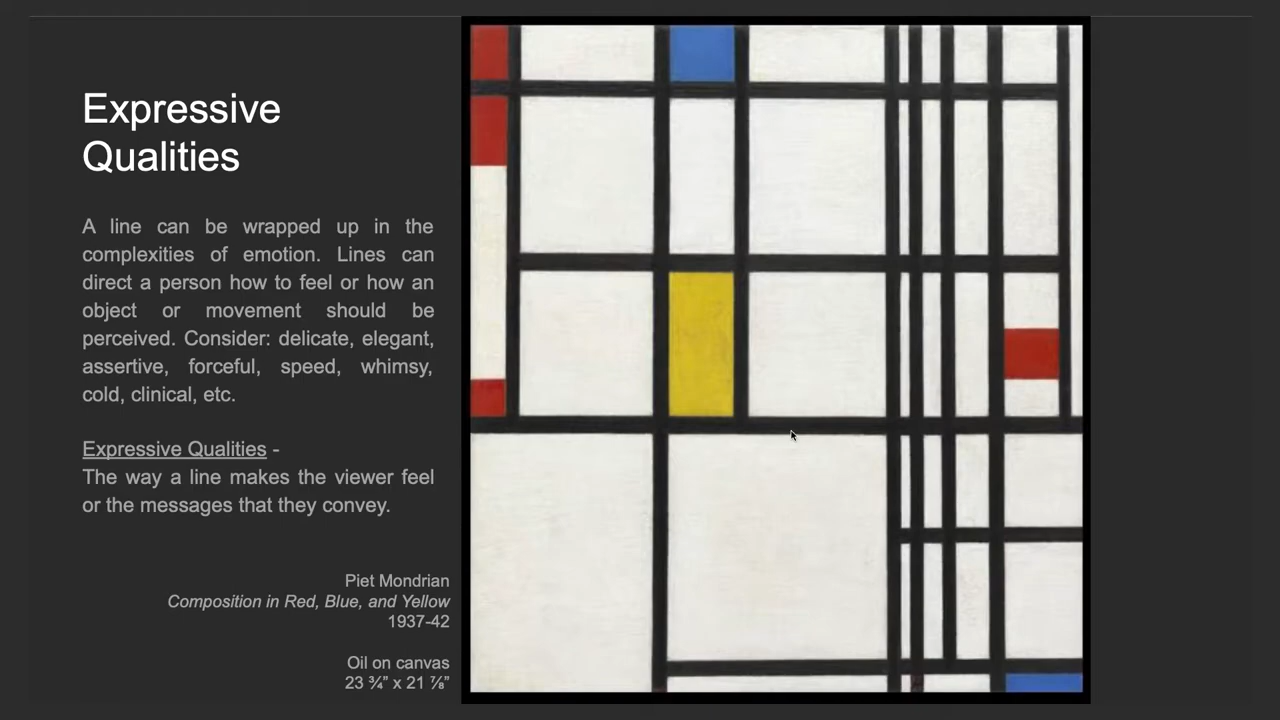 Expressive
Qualities
A line can be wrapped up in the
complexities of emotion. Lines can
direct a person how to feel or how an
object or movement should be
perceived. Consider: delicate, elegant,
assertive, forceful, speed, whimsy,
cold, clinical, etc.
Expressive Qualities -
The way a line makes the viewer feel
or the messages that they convey.
Piet Mondrian
Composition in Red, Blue, and Yellow
1937-42
Oil on canvas
23 ¾” x 21 ⅞”